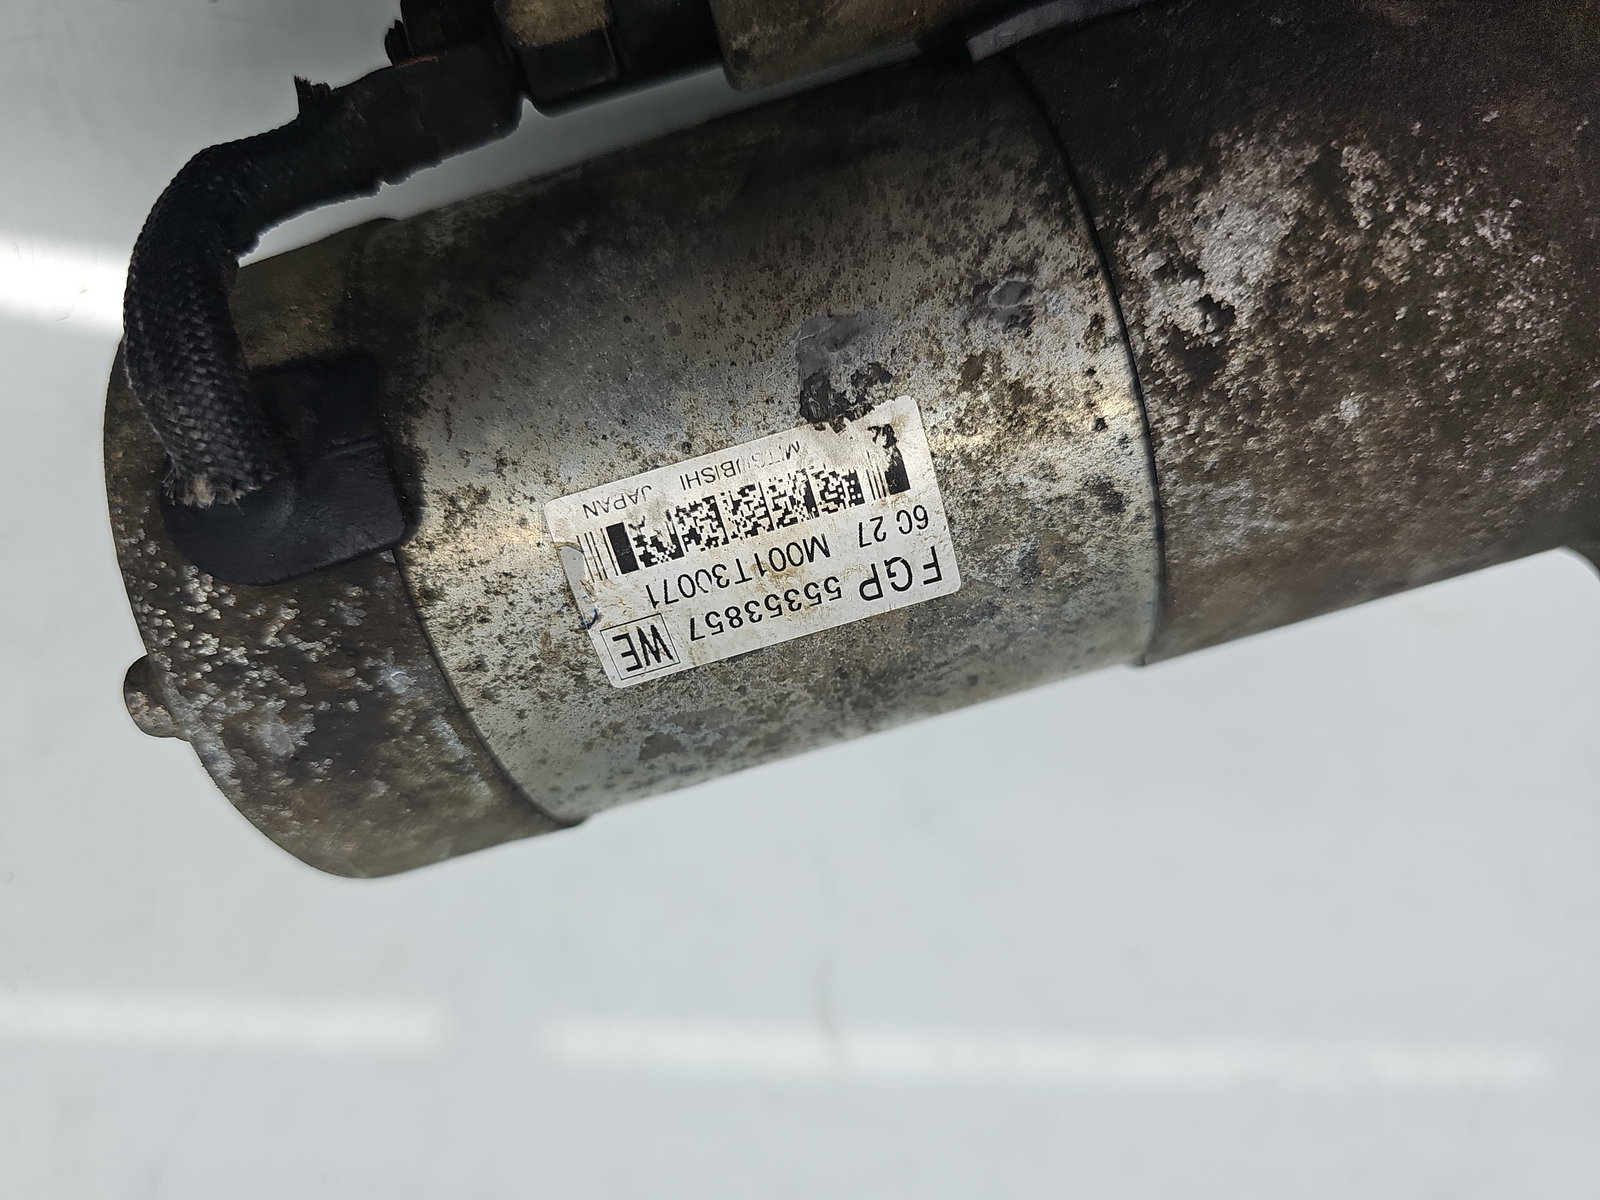 FGP 55353857 WE
6C 27 M001T30071
MITSUBISHI JAPAN